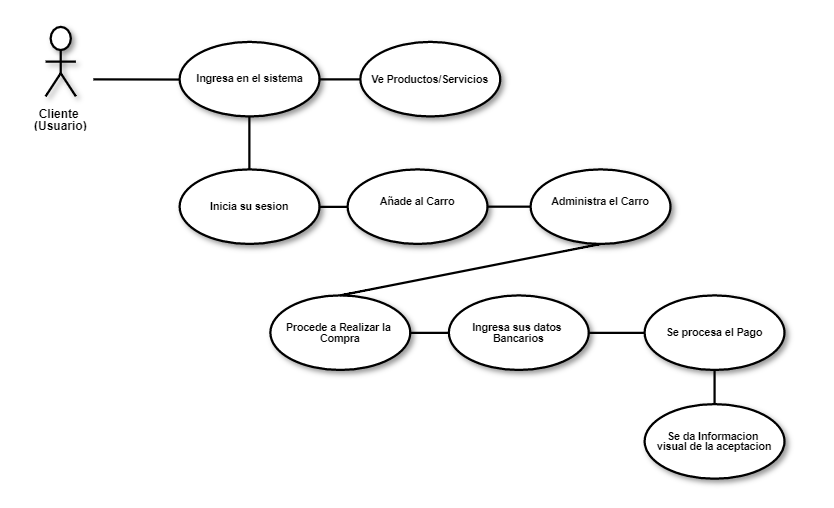 Cliente
(Usuario)
Ingresa en el sistema
Ve Productos/Servicios
Inicia su sesion
Añade al Carro
Administra el Carro
Procede a Realizar la
Compra
Ingresa sus datos
Bancarios
Se procesa el Pago
Se da Informacion
visual de la aceptacion